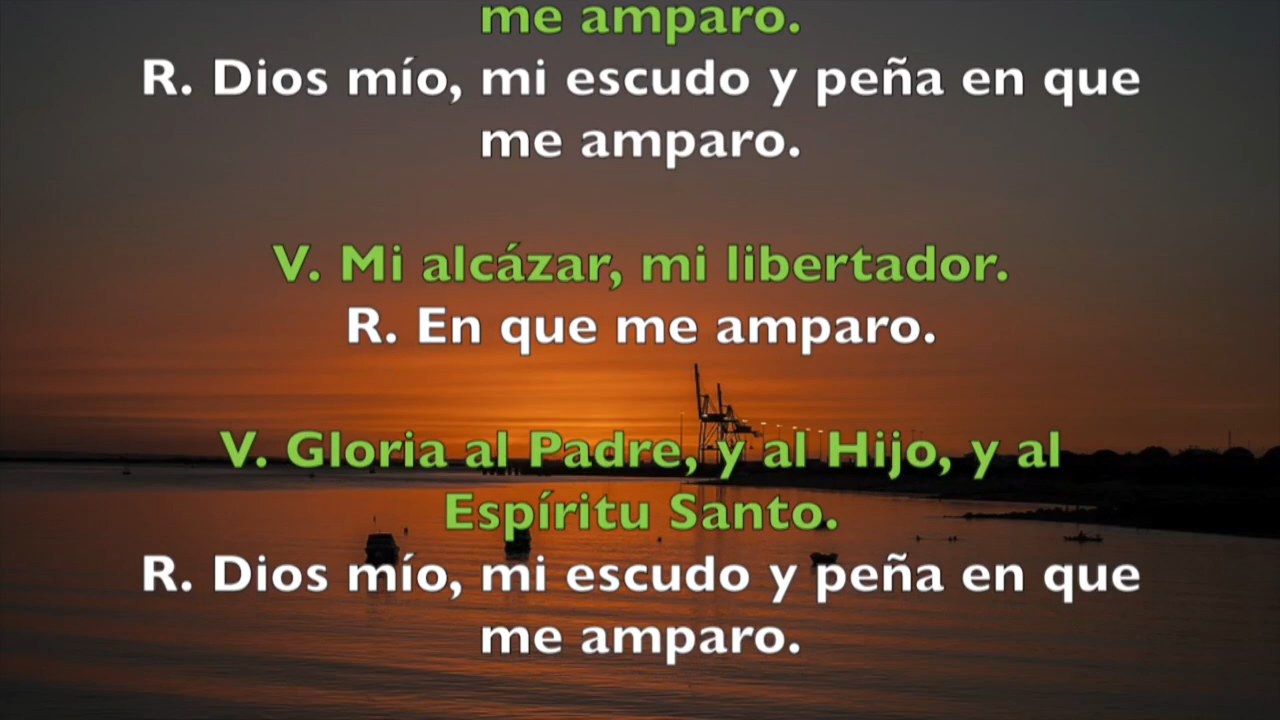 me amparo.
R. Dios mío, mi escudo y peña en que
me amparo.
V. Mi alcázar, mi libertador.
R. En que me amparo.
V. Gloria al Padre, y al Hijo, y al
Espíritu Santo.
R. Dios mío, mi escudo y peña en que
me amparo.